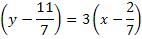 (y − 11/7) = 3(x − 2/7)